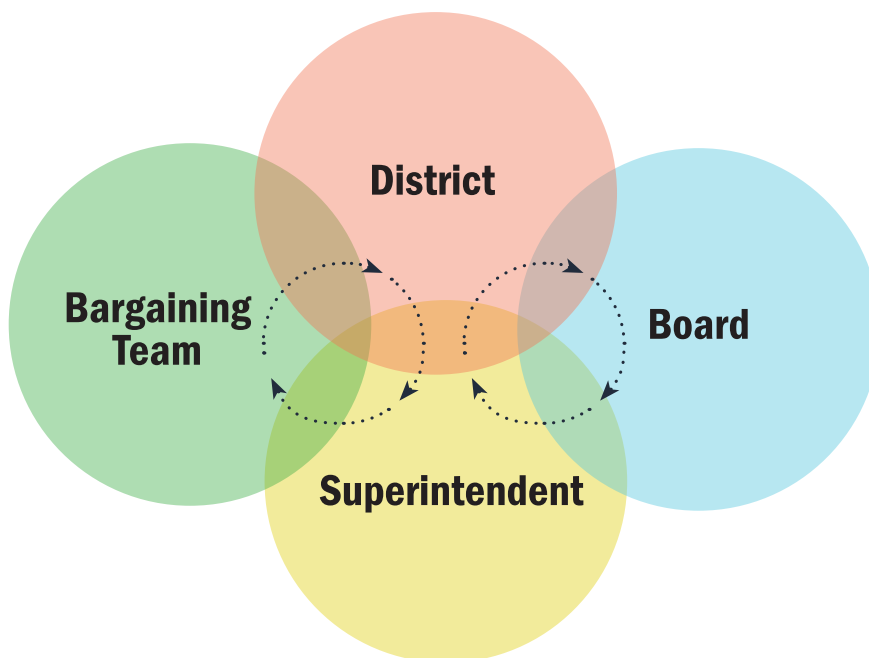 District
Bargaining
Team
Board
Superintendent